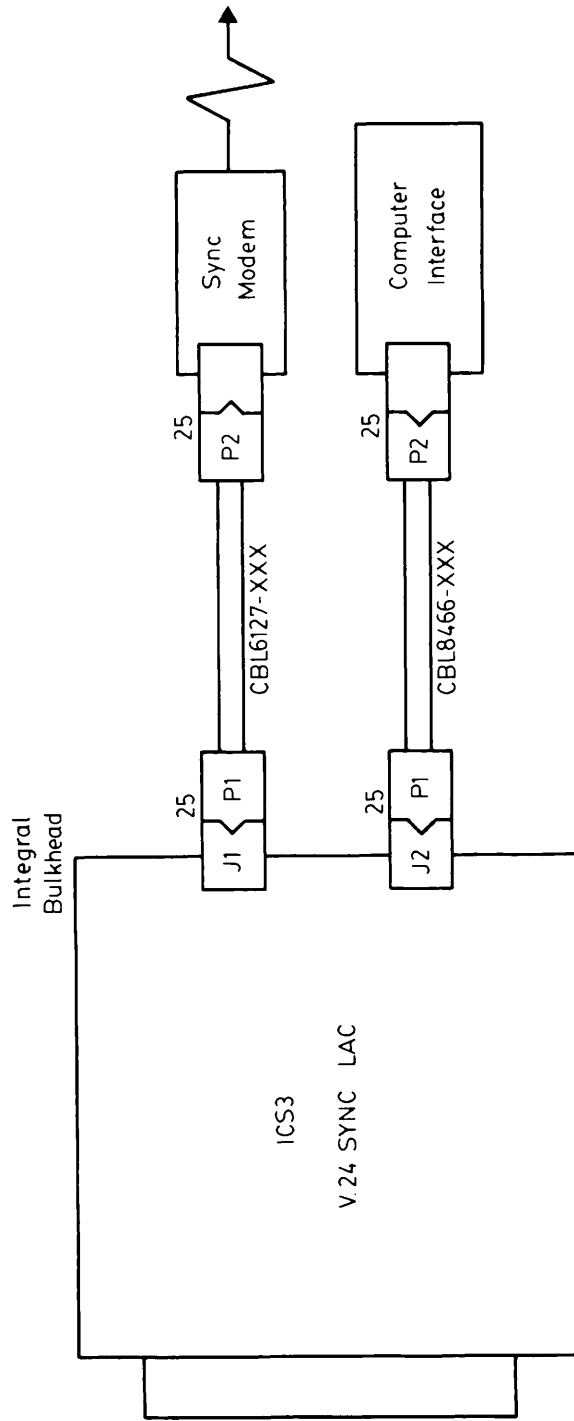 Integral
Bulkhead
ICS3
V.24 SYNC LAC
J1
P1
25
CBL6127-XXX
P2
25
Sync
Modem
J2
P1
25
CBL8466-XXX
P2
25
Computer
Interface